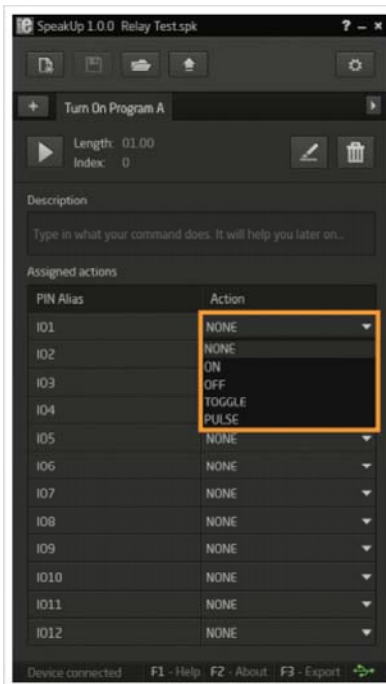 SpeakUp 1.0.0 Relay Test.spk ? – ×
+ Turn On Program A
Length: 01.00
Index: 0
Description
Type in what your command does. It will help you later on...
Assigned actions
PIN Alias Action
IO1 NONE
IO2 NONE
IO3 ON
OFF
IO4 TOGGLE
PULSE
IO5 NONE
IO6 NONE
IO7 NONE
IO8 NONE
IO9 NONE
IO10 NONE
IO11 NONE
IO12 NONE
Device connected F1 - Help F2 - About F3 - Export